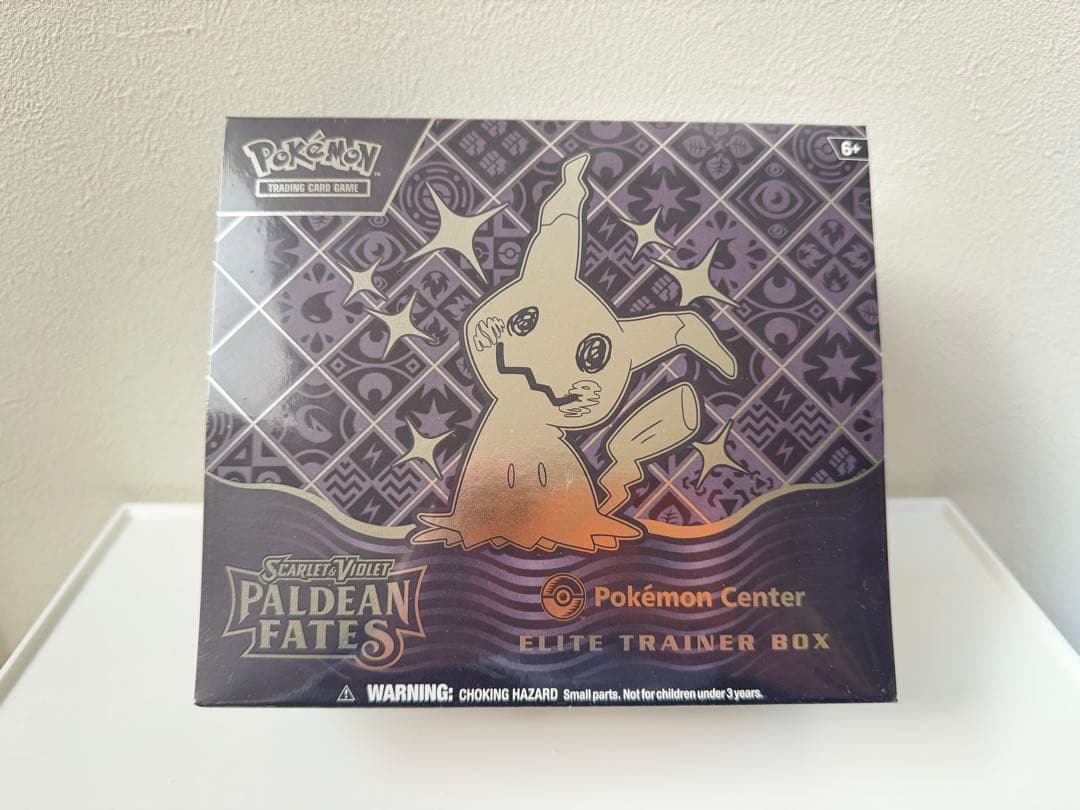 POKéMON
TRADING CARD GAME
6+
SCARLET & VIOLET
PALDEAN
FATES
Pokémon Center
ELITE TRAINER BOX
WARNING: CHOKING HAZARD Small parts. Not for children under 3 years.